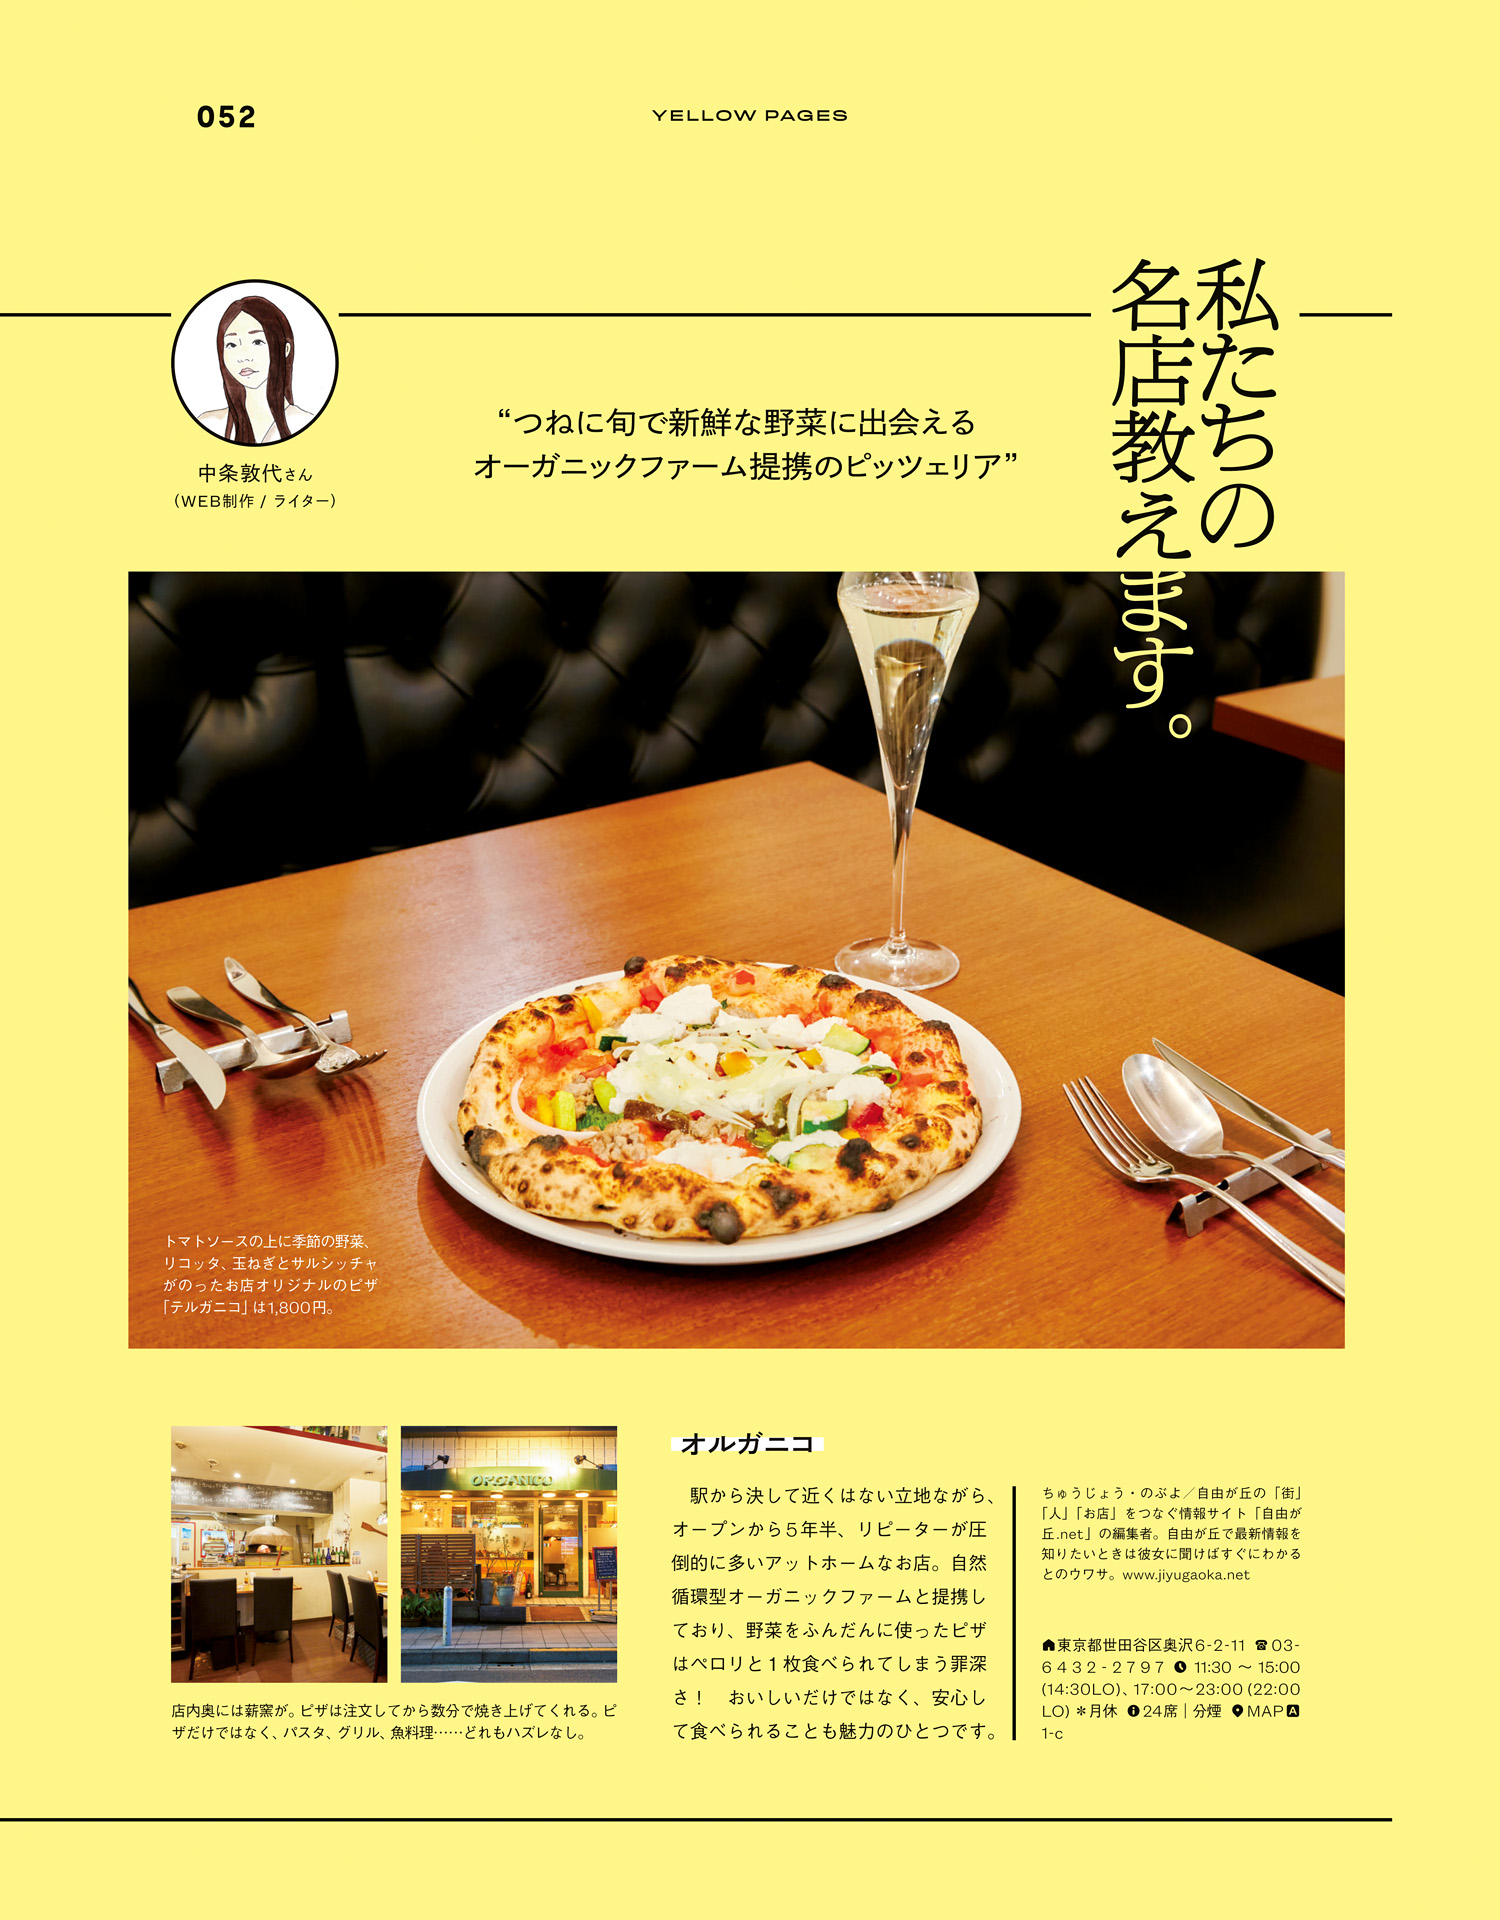 052
YELLOW PAGES
私たちの
名店教えます。
中条敦代さん
（WEB制作 / ライター）
“つねに旬で新鮮な野菜に出会える
オーガニックファーム提携のピッツェリア”
トマトソースの上に季節の野菜、
リコッタ、玉ねぎとサルシッチャ
がのったお店オリジナルのピザ
「テルガニコ」は1,800円。
ORGANICO
店内奥には薪窯が。ピザは注文してから数分で焼き上げてくれる。ピ
ザだけではなく、パスタ、グリル、魚料理……どれもハズレなし。
オルガニコ
駅から決して近くはない立地ながら、
オープンから5年半、リピーターが圧
倒的に多いアットホームなお店。自然
循環型オーガニックファームと提携し
ており、野菜をふんだんに使ったピザ
はペロリと1枚食べられてしまう罪深
さ！　おいしいだけではなく、安心し
て食べられることも魅力のひとつです。
ちゅうじょう・のぶよ／自由が丘の「街」
「人」「お店」をつなぐ情報サイト「自由が
丘.net」の編集者。自由が丘で最新情報を
知りたいときは彼女に聞けばすぐにわかる
とのウワサ。www.jiyugaoka.net
東京都世田谷区奥沢6-2-11 ☎03-
6432-2797 11:30 〜 15:00
(14:30LO)、17:00〜23:00 (22:00
LO) ＊月休 24席｜分煙 MAP A
1-c